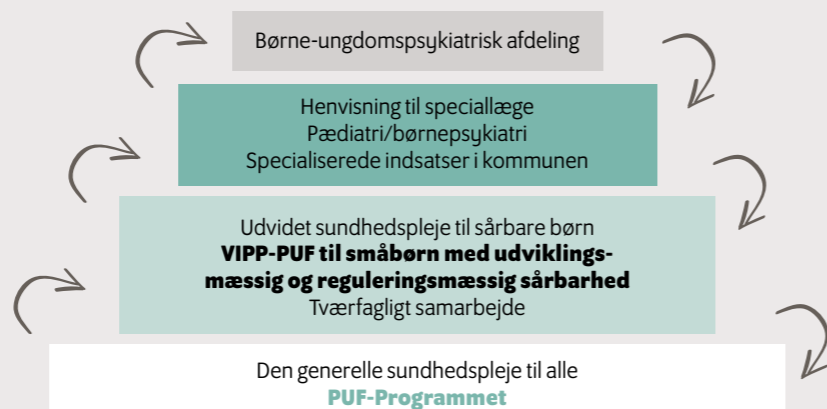 Børne-ungdomspsykiatrisk afdeling
Henvisning til speciallæge
Pædiatri/børnepsykiatri
Specialiserede indsatser i kommunen
Udvidet sundhedspleje til sårbare børn
VIPP-PUF til småbørn med udviklings-
mæssig og reguleringsmæssig sårbarhed
Tværfagligt samarbejde
Den generelle sundhedspleje til alle
PUF-Programmet